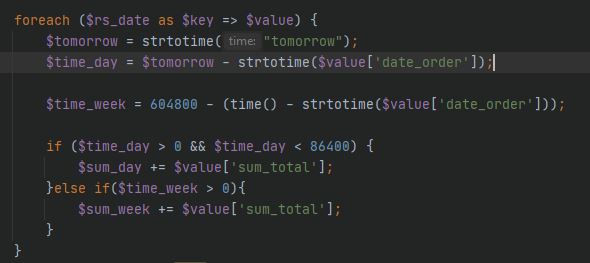 foreach ($rs_date as $key => $value) {
$tomorrow = strtotime( time: "tomorrow");
$time_day = $tomorrow - strtotime($value['date_order']);
$time_week = 604800 - (time() - strtotime($value['date_order']));
if ($time_day > 0 && $time_day < 86400) {
$sum_day += $value['sum_total'];
}else if($time_week > 0){
$sum_week += $value['sum_total'];
}
}